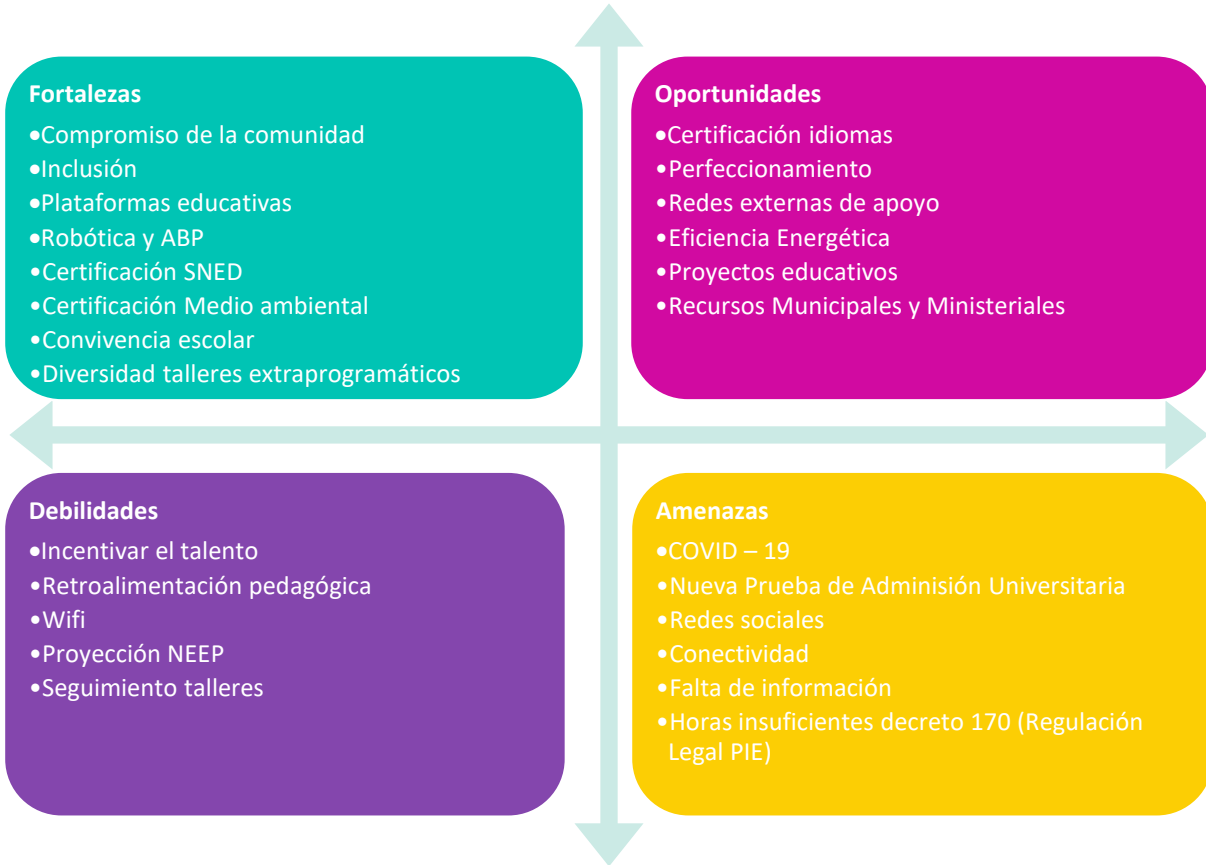 Fortalezas
•Compromiso de la comunidad
•Inclusión
•Plataformas educativas
•Robótica y ABP
•Certificación SNED
•Certificación Medio ambiental
•Convivencia escolar
•Diversidad talleres extraprogramáticos
Oportunidades
•Certificación idiomas
•Perfeccionamiento
•Redes externas de apoyo
•Eficiencia Energética
•Proyectos educativos
•Recursos Municipales y Ministeriales
Debilidades
•Incentivar el talento
•Retroalimentación pedagógica
•Wifi
•Proyección NEEP
•Seguimiento talleres
Amenazas
•COVID – 19
•Nueva Prueba de Adminisión Universitaria
•Redes sociales
•Conectividad
•Falta de información
•Horas insuficientes decreto 170 (Regulación
Legal PIE)